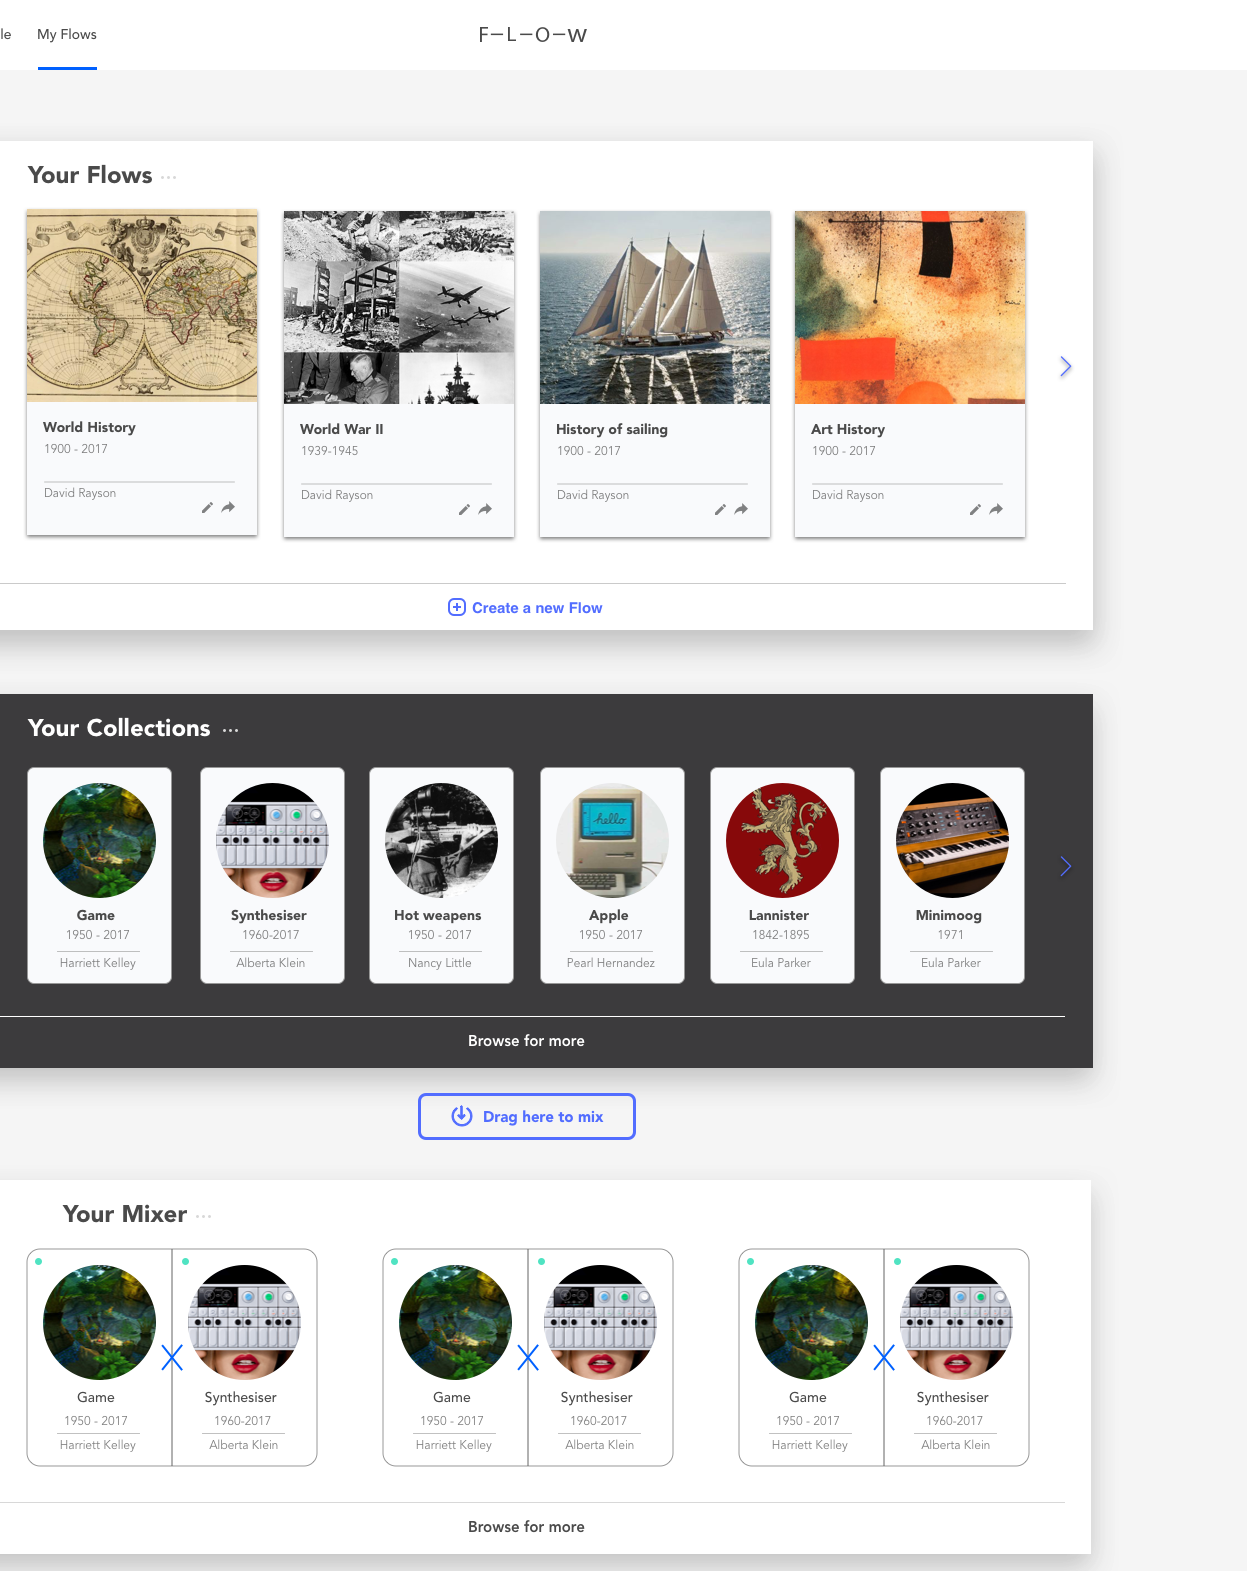 le My Flows F–L–O–W
Your Flows ...
World History
1900 - 2017
David Rayson
World War II
1939-1945
David Rayson
History of sailing
1900 - 2017
David Rayson
Art History
1900 - 2017
David Rayson
Create a new Flow
Your Collections ...
hello
Game
1950 - 2017
Harriett Kelley
Synthesiser
1960-2017
Alberta Klein
Hot weapens
1950 - 2017
Nancy Little
Apple
1950 - 2017
Pearl Hernandez
Lannister
1842-1895
Eula Parker
Minimoog
1971
Eula Parker
Browse for more
Drag here to mix
Your Mixer ...
Game
1950 - 2017
Harriett Kelley
Synthesiser
1960-2017
Alberta Klein
Game
1950 - 2017
Harriett Kelley
Synthesiser
1960-2017
Alberta Klein
Game
1950 - 2017
Harriett Kelley
Synthesiser
1960-2017
Alberta Klein
Browse for more